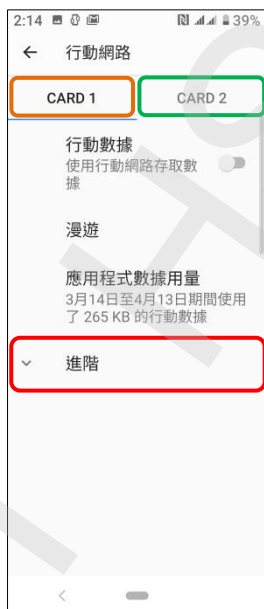 2:14 39%
行動網路
CARD 1 CARD 2
行動數據
使用行動網路存取數
據
漫遊
應用程式數據用量
3月14日至4月13日期間使用
了 265 KB 的行動數據
進階